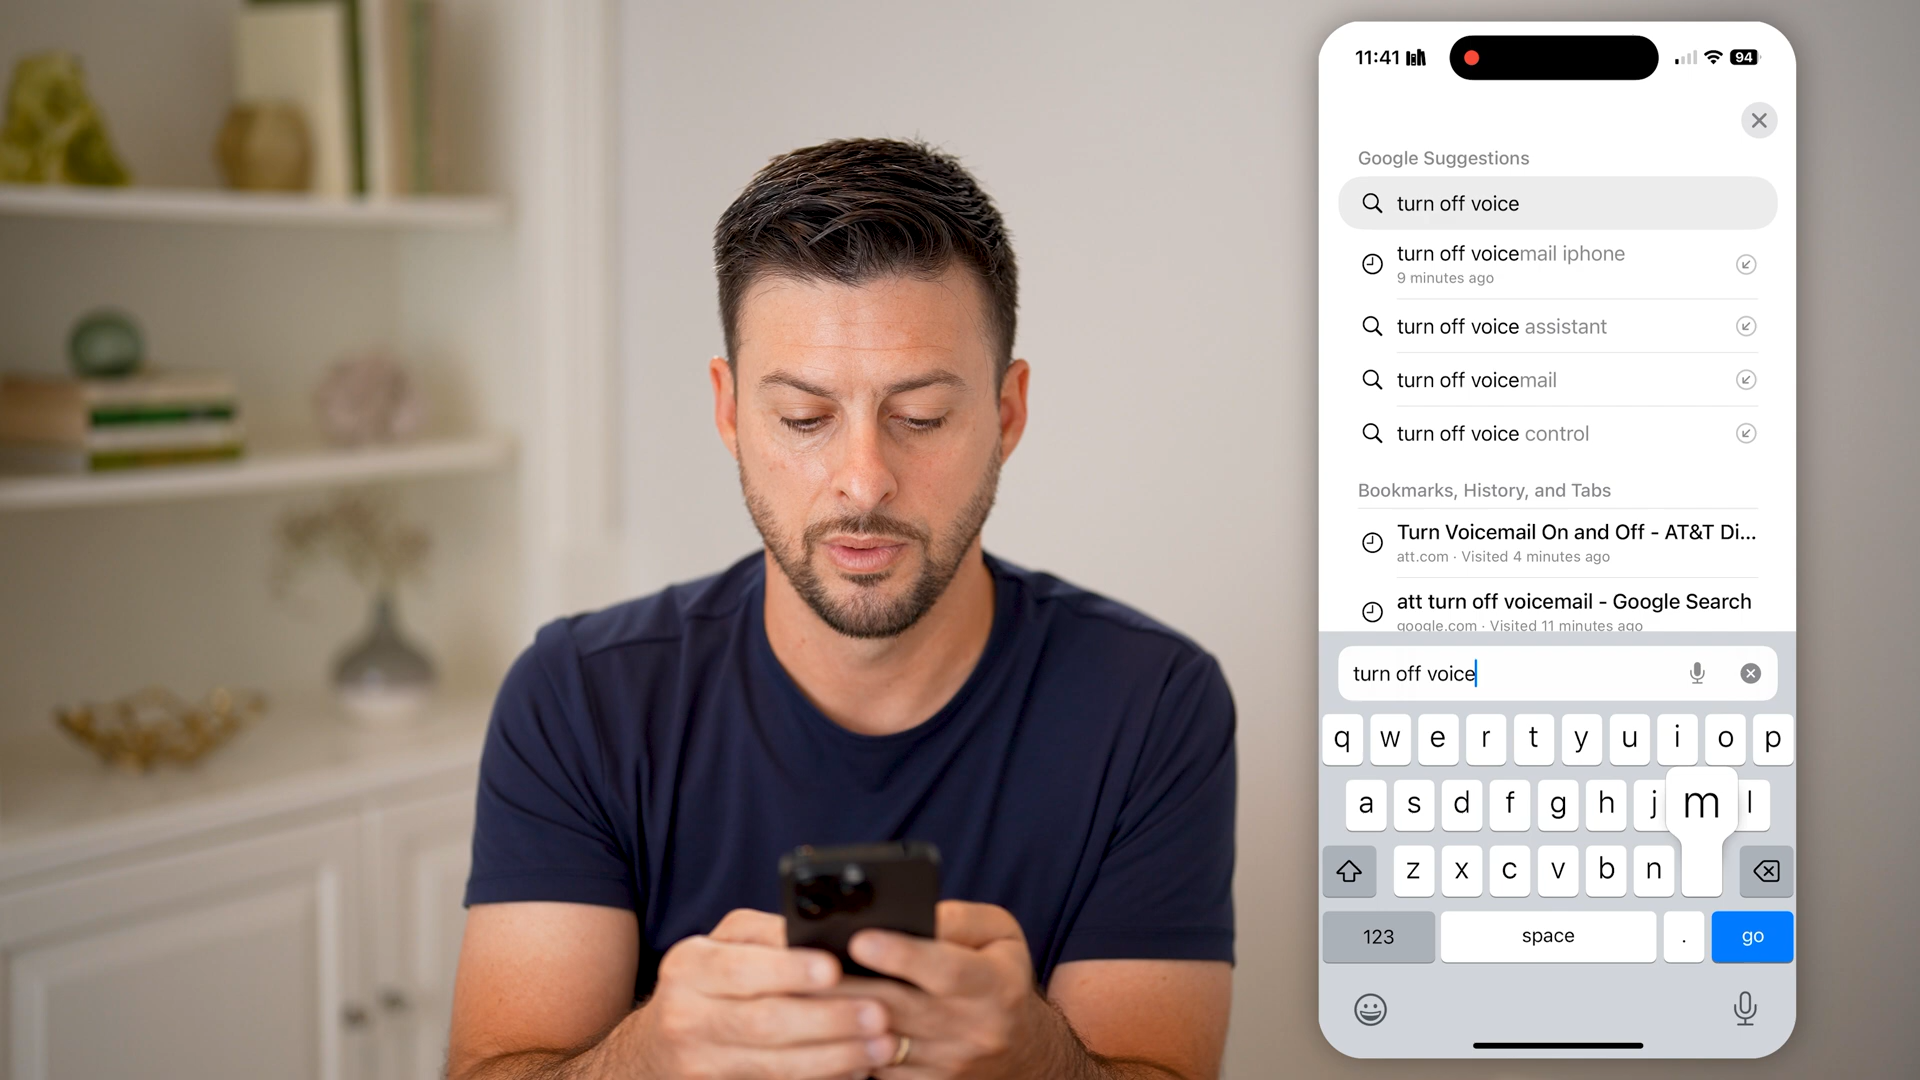 11:41
94
Google Suggestions
turn off voice
turn off voicemail iphone
9 minutes ago
turn off voice assistant
turn off voicemail
turn off voice control
Bookmarks, History, and Tabs
Turn Voicemail On and Off - AT&T Di...
att.com · Visited 4 minutes ago
att turn off voicemail - Google Search
google.com · Visited 11 minutes ago
turn off voice
q w e r t y u i o p
a s d f g h j m l
z x c v b n
123 space . go